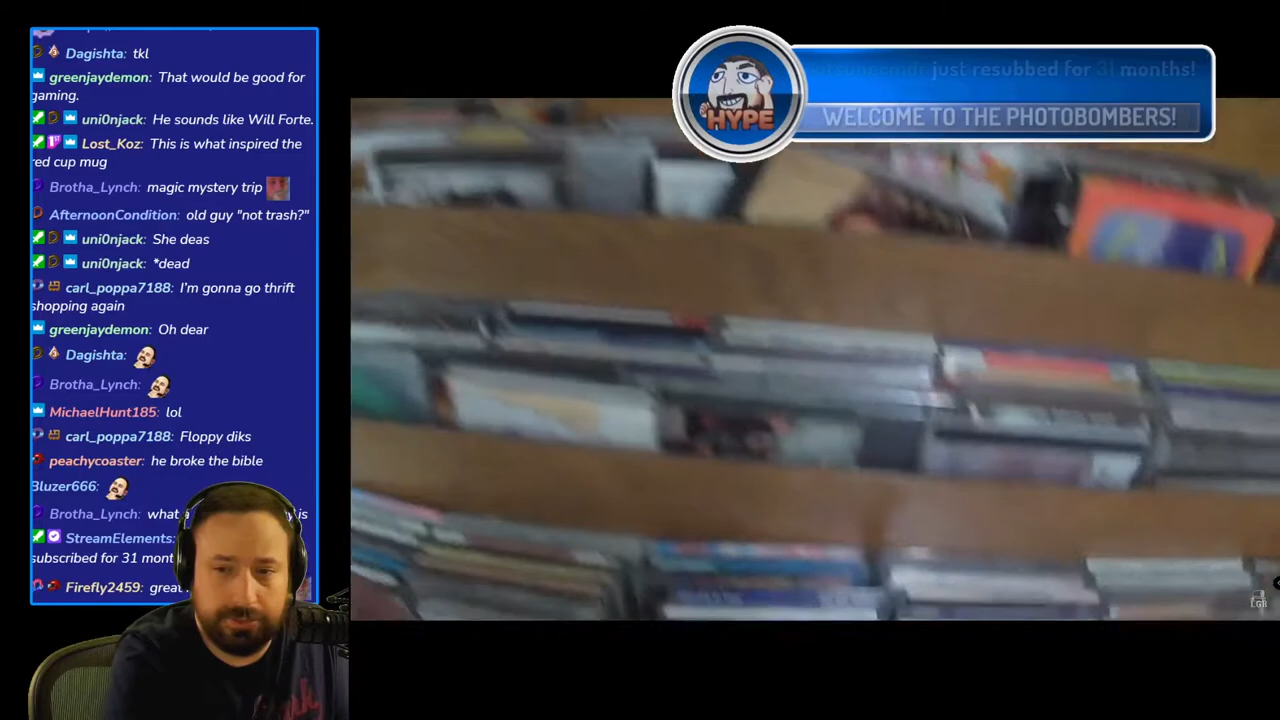 Dagishta: tkl
greenjaydemon: That would be good for
gaming.
uni0njack: He sounds like Will Forte.
Lost_Koz: This is what inspired the
red cup mug
Brotha_Lynch: magic mystery trip
AfternoonCondition: old guy "not trash?"
uni0njack: She deas
uni0njack: *dead
carl_poppa7188: I'm gonna go thrift
shopping again
greenjaydemon: Oh dear
Dagishta:
Brotha_Lynch:
MichaelHunt185: lol
carl_poppa7188: Floppy diks
peachycoaster: he broke the bible
Bluzer666:
Brotha_Lynch: what is
StreamElements:
subscribed for 31
Firefly2459: great
just resubbed for 31 months!
HYPE
WELCOME TO THE PHOTOBOMBERS!
LGR